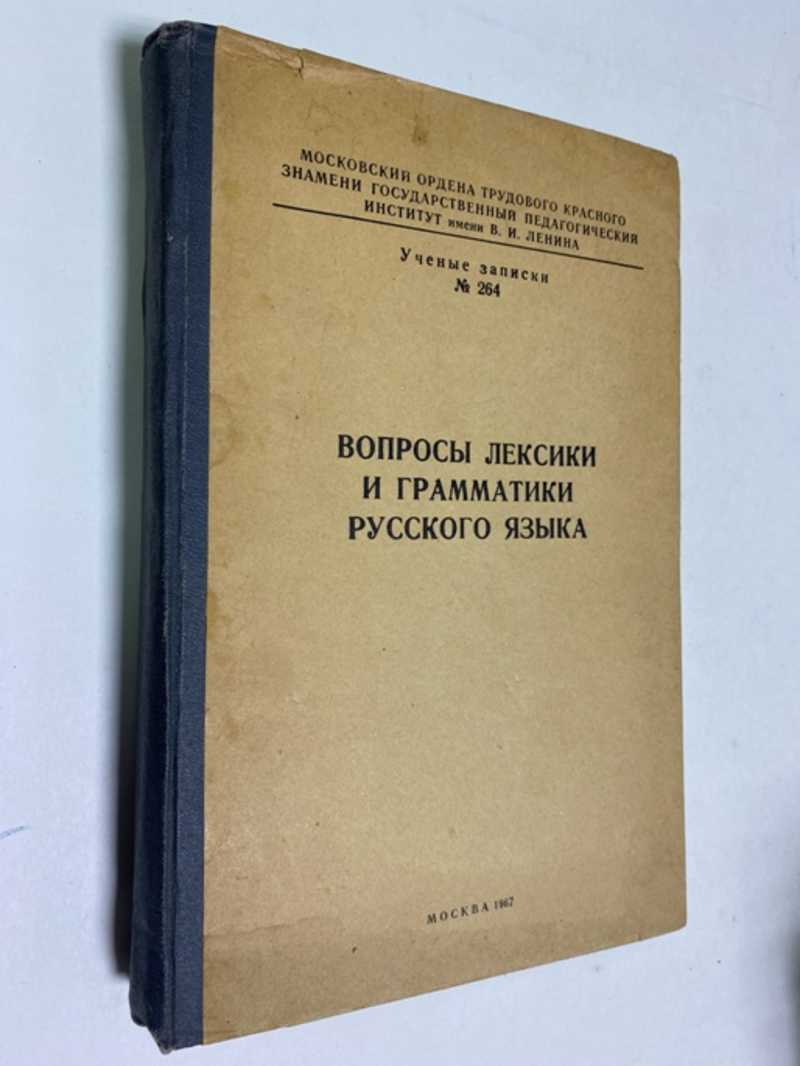 МОСКОВСКИЙ ОРДЕНА ТРУДОВОГО КРАСНОГО
ЗНАМЕНИ ГОСУДАРСТВЕННЫЙ ПЕДАГОГИЧЕСКИЙ
ИНСТИТУТ имени В. И. ЛЕНИНА
Ученые записки
№ 264
ВОПРОСЫ ЛЕКСИКИ
И ГРАММАТИКИ
РУССКОГО ЯЗЫКА
МОСКВА 1967